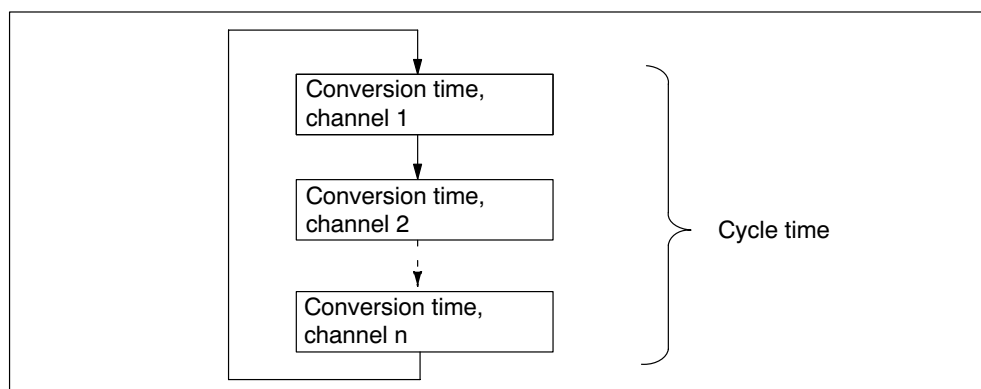 Conversion time,
channel 1
Conversion time,
channel 2
Cycle time
Conversion time,
channel n